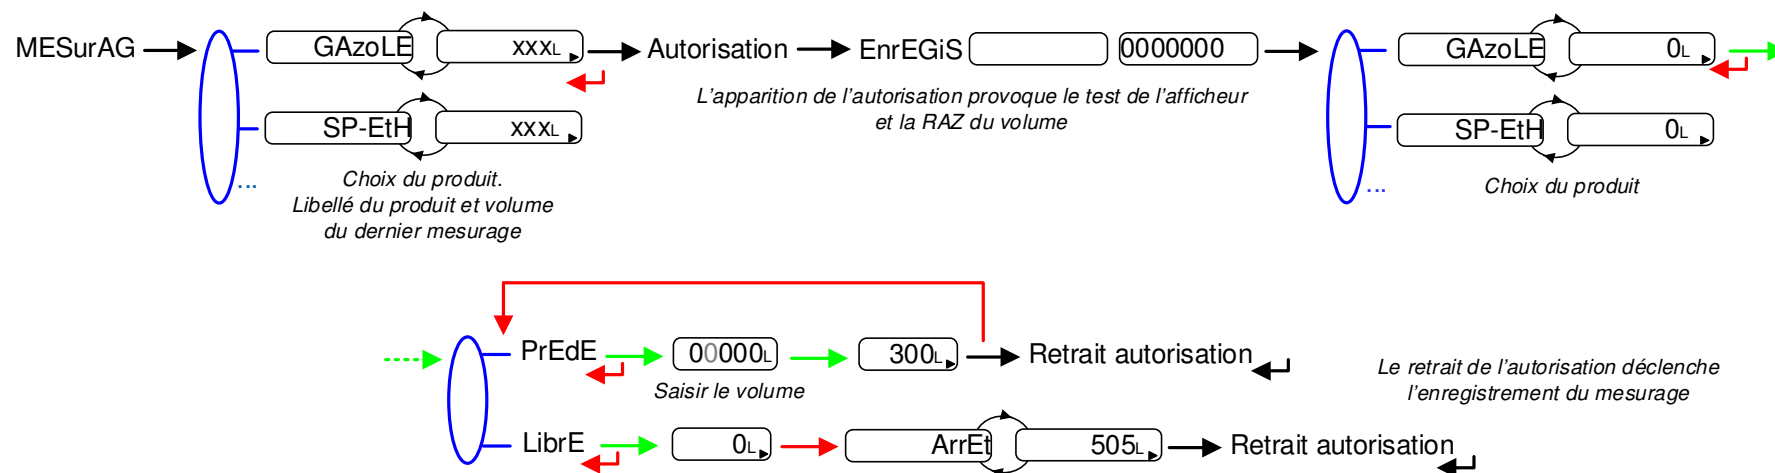 MESurAG GAzoLE xxxL Autorisation EnrEGiS 0000000 GAzoLE 0L
L'apparition de l'autorisation provoque le test de l'afficheur
et la RAZ du volume
SP-EtH xxxL SP-EtH 0L
... ...
Choix du produit.
Libellé du produit et volume
du dernier mesurage
Choix du produit
PrEdE 00000L 300L Retrait autorisation
Saisir le volume
Le retrait de l'autorisation déclenche
l'enregistrement du mesurage
LibrE 0L ArrEt 505L Retrait autorisation